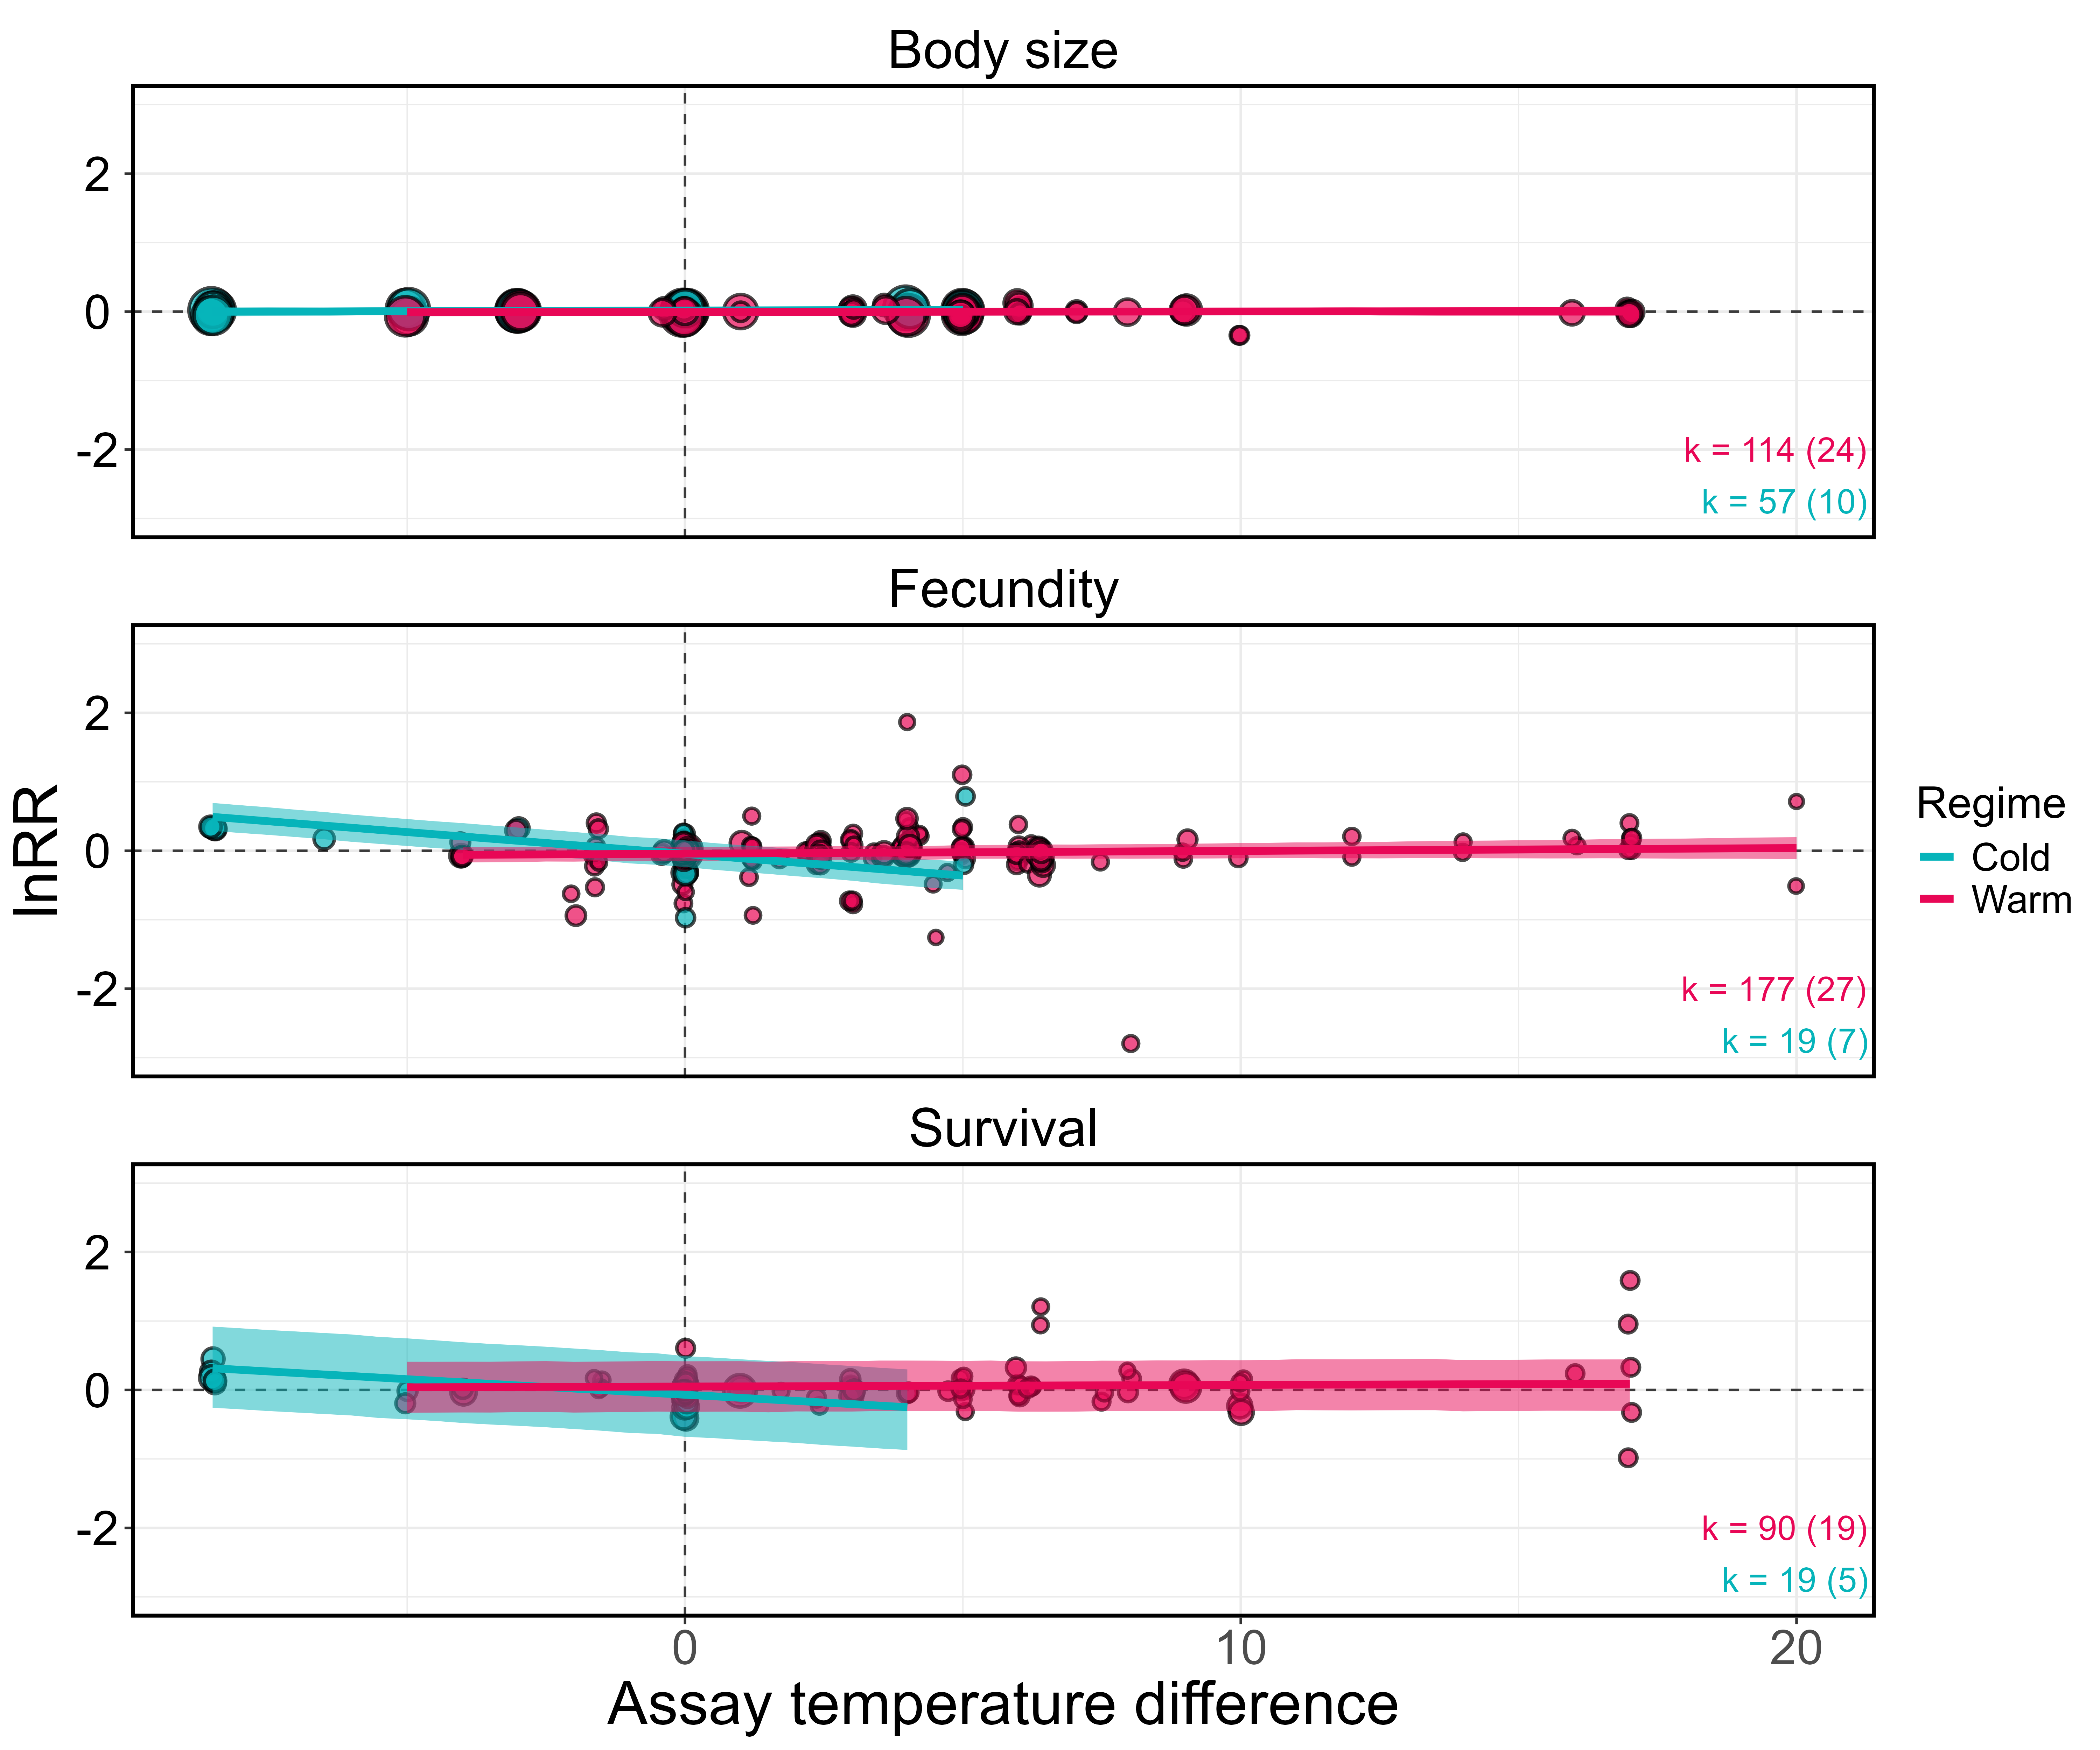 Body size
2
0
-2
k = 114 (24)
k = 57 (10)
Fecundity
2
0
-2
k = 177 (27)
k = 19 (7)
lnRR
Regime
Cold
Warm
Survival
2
0
-2
k = 90 (19)
k = 19 (5)
0 10 20
Assay temperature difference